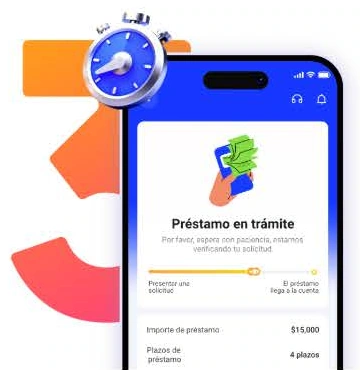 3
Préstamo en trámite
Por favor, espere con paciencia, estamos
verificando tu solicitud.
Presentar una
solicitud
El préstamo
llega a la cuenta
Importe de préstamo
$15,000
Plazos de
préstamo
4 plazos